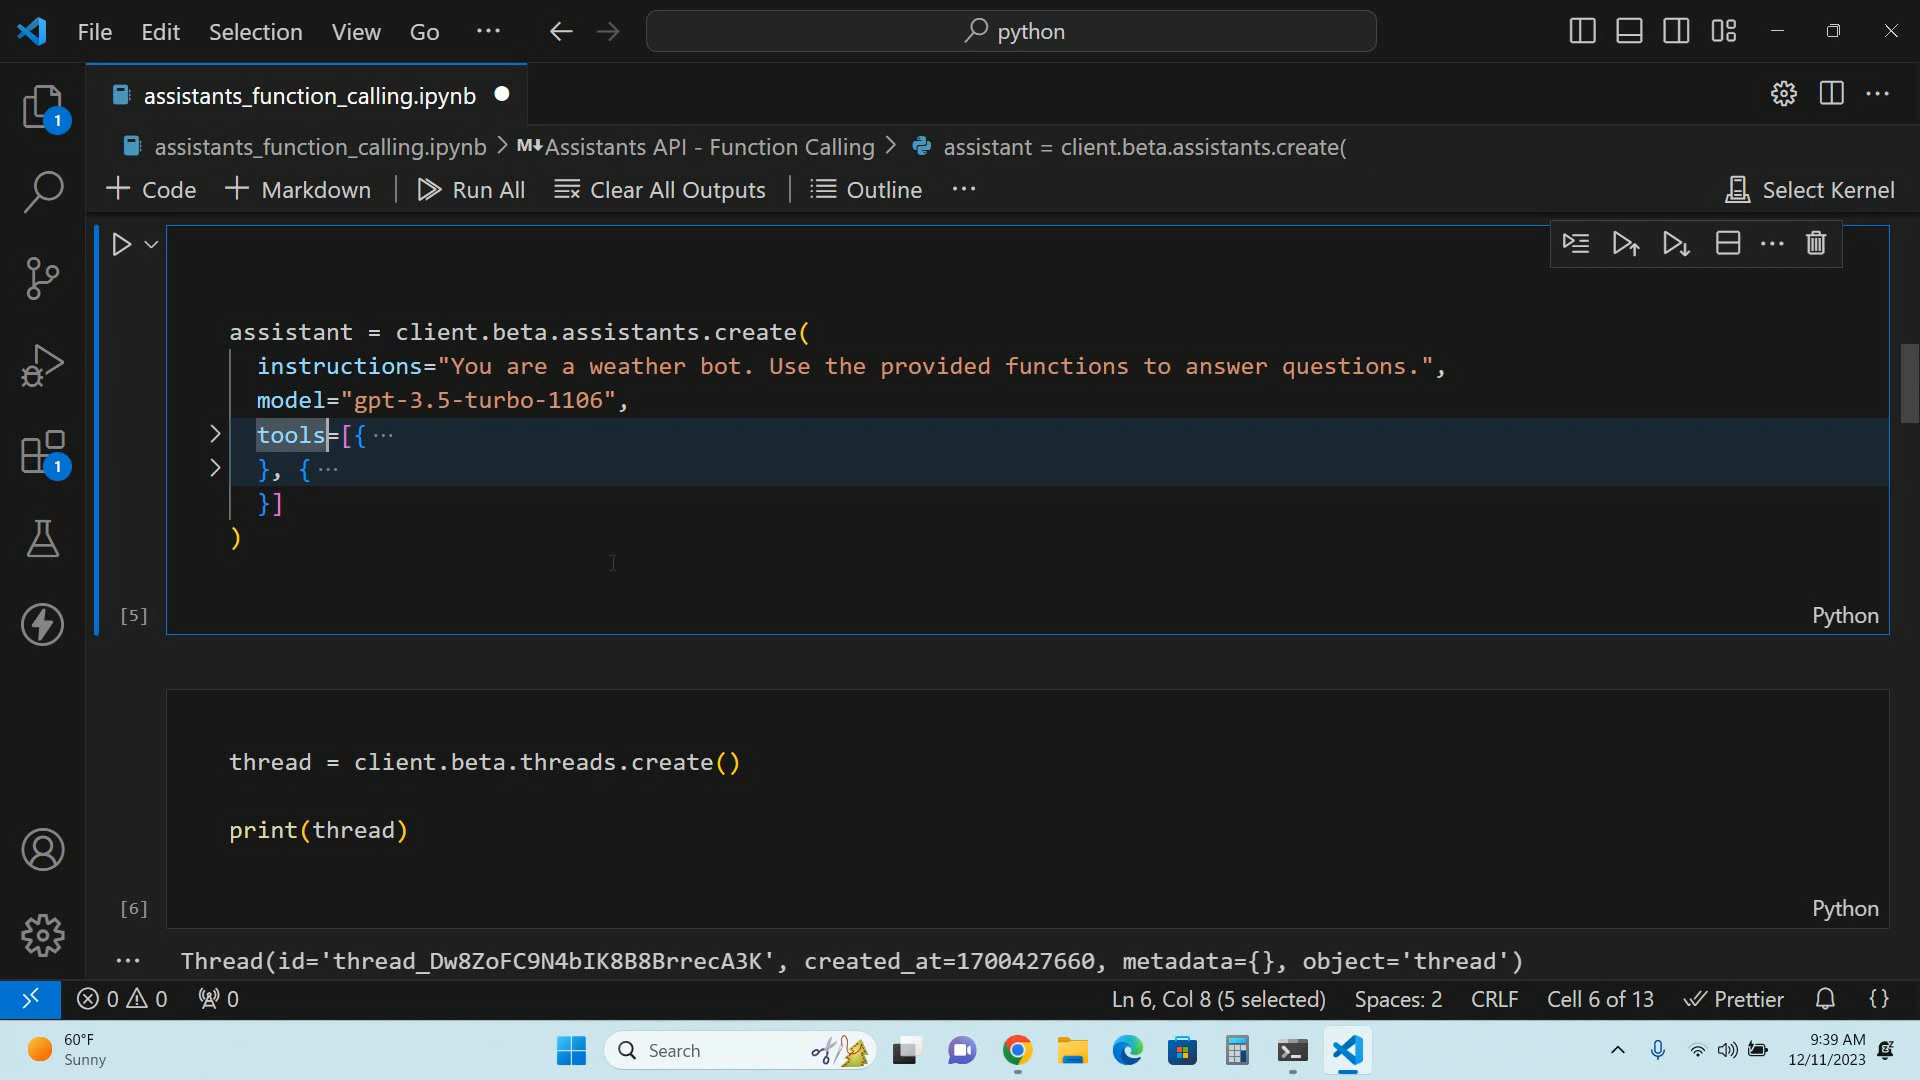 File Edit Selection View Go ··· python
assistants_function_calling.ipynb
assistants_function_calling.ipynb > M↓ Assistants API - Function Calling > assistant = client.beta.assistants.create(
+ Code + Markdown | Run All Clear All Outputs | Outline ··· Select Kernel
1
assistant = client.beta.assistants.create(
instructions="You are a weather bot. Use the provided functions to answer questions.",
model="gpt-3.5-turbo-1106",
tools=[{ ···
}, { ···
}]
)
1
[5] Python
thread = client.beta.threads.create()
print(thread)
[6] Python
··· Thread(id='thread_Dw8ZoFC9N4bIK8B8BrrecA3K', created_at=1700427660, metadata={}, object='thread')
0 0 0 Ln 6, Col 8 (5 selected) Spaces: 2 CRLF Cell 6 of 13 Prettier {}
60°F
Sunny
Search
9:39 AM
12/11/2023